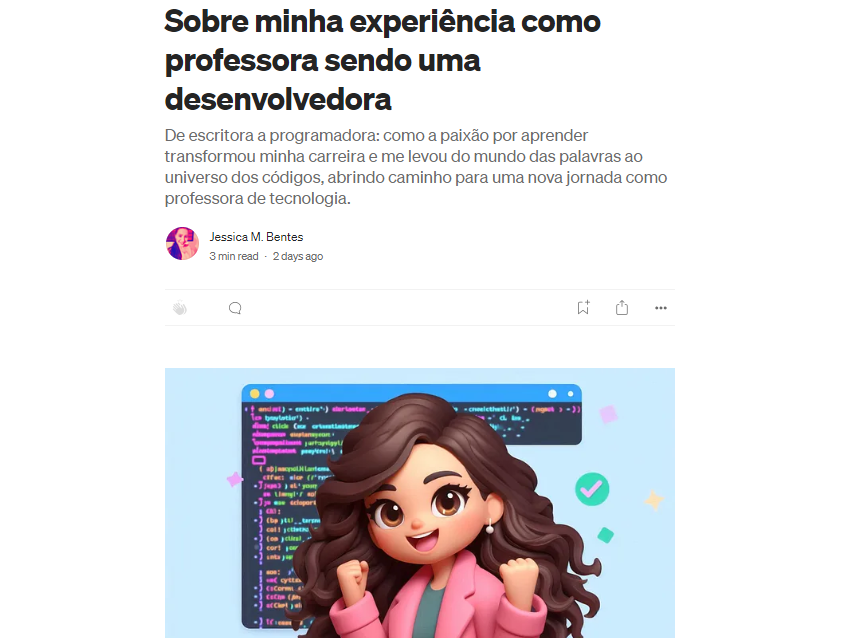 Sobre minha experiência como
professora sendo uma
desenvolvedora
De escritora a programadora: como a paixão por aprender
transformou minha carreira e me levou do mundo das palavras ao
universo dos códigos, abrindo caminho para uma nova jornada como
professora de tecnologia.
Jessica M. Bentes
3 min read · 2 days ago